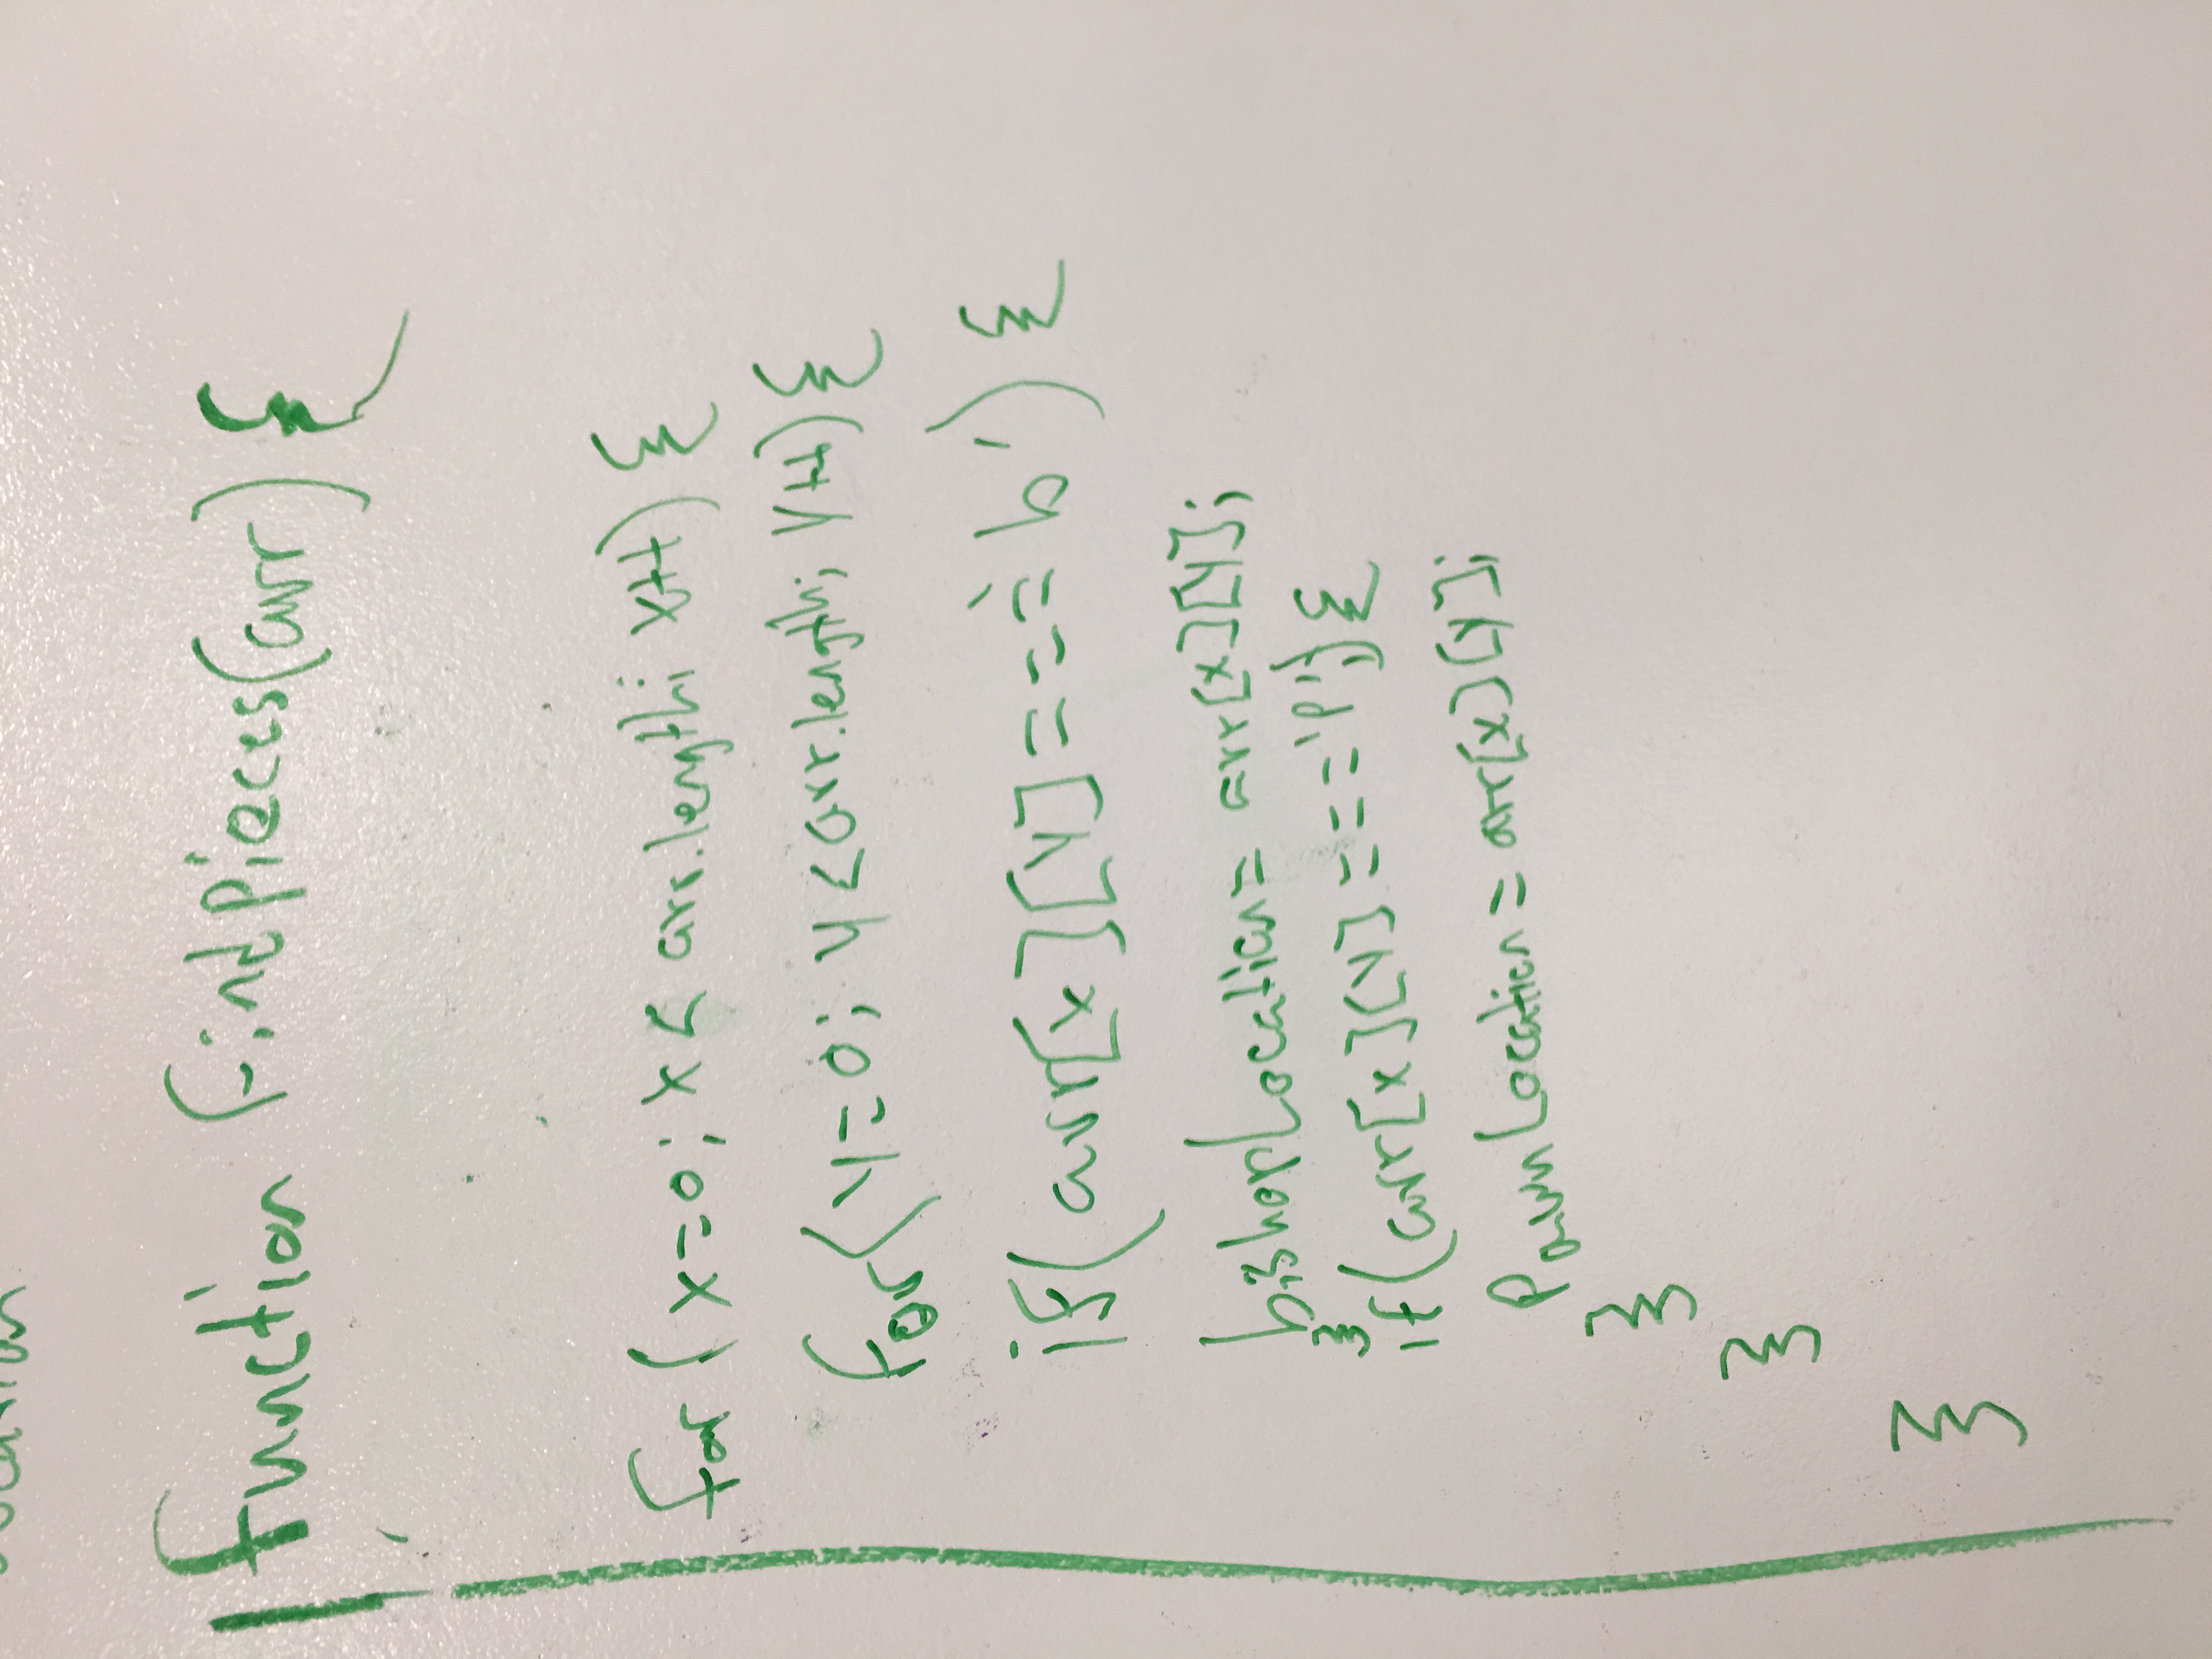 location
function findPieces(arr) {
for (x=0; x < arr.length; x++) {
for(y=0; y<arr.length; y++){
if(arr[x][y]==='b') {
bishopLocation= arr[x][y];
}
if(arr[x][y]==='p'){
PawnLocation= arr[x][y];
}
}
}